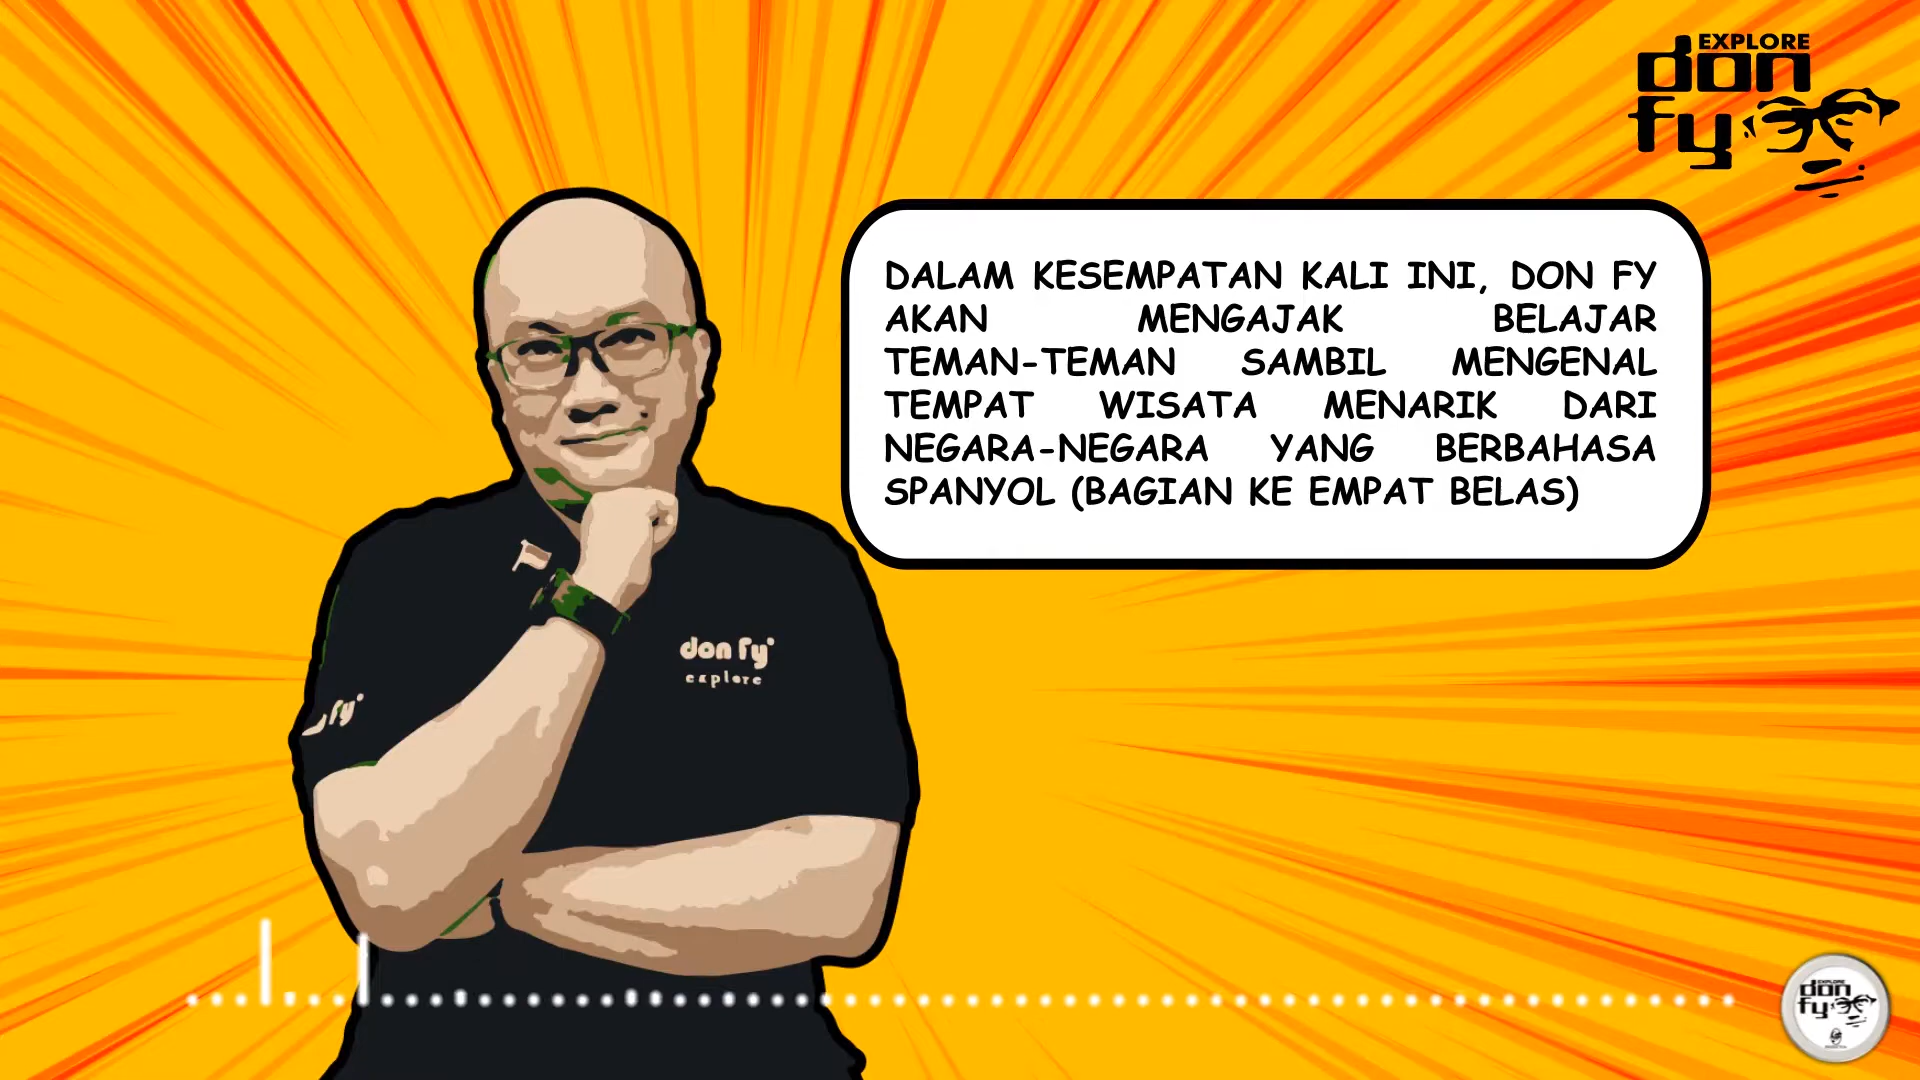 EXPLORE
don
fy
DALAM KESEMPATAN KALI INI, DON FY
AKAN MENGAJAK BELAJAR
TEMAN-TEMAN SAMBIL MENGENAL
TEMPAT WISATA MENARIK DARI
NEGARA-NEGARA YANG BERBAHASA
SPANYOL (BAGIAN KE EMPAT BELAS)
don fy
explore
fy
EXPLORE
don
fy